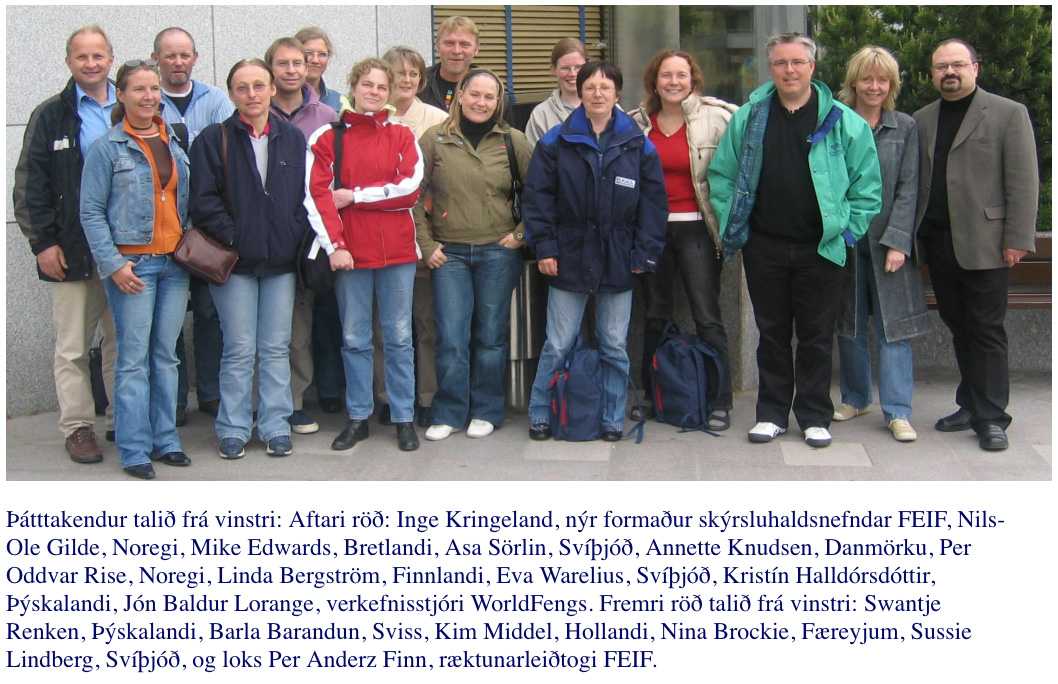 Þátttakendur talið frá vinstri: Aftari röð: Inge Kringeland, nýr formaður skýrsluhaldsnefndar FEIF, Nils-
Ole Gilde, Noregi, Mike Edwards, Bretlandi, Asa Sörlin, Svíþjóð, Annette Knudsen, Danmörku, Per
Oddvar Rise, Noregi, Linda Bergström, Finnlandi, Eva Warelius, Svíþjóð, Kristín Halldórsdóttir,
Þýskalandi, Jón Baldur Lorange, verkefnisstjóri WorldFengs. Fremri röð talið frá vinstri: Swantje
Renken, Þýskalandi, Barla Barandun, Sviss, Kim Middel, Hollandi, Nina Brockie, Færeyjum, Sussie
Lindberg, Svíþjóð, og loks Per Anderz Finn, ræktunarleiðtogi FEIF.